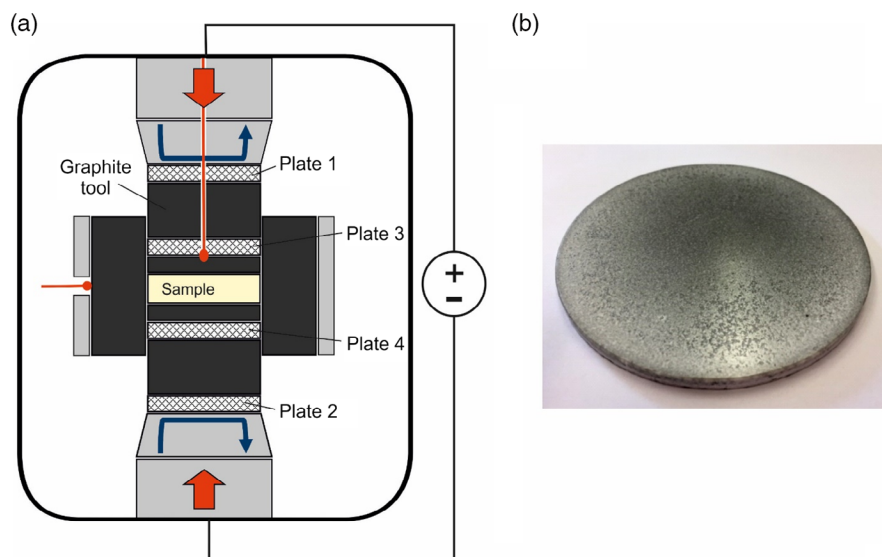 (a)
(b)
Graphite
tool
Plate 1
Plate 3
Sample
Plate 4
Plate 2
+
−